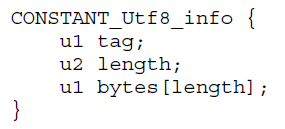 CONSTANT_Utf8_info {
    u1 tag;
    u2 length;
    u1 bytes[length];
}